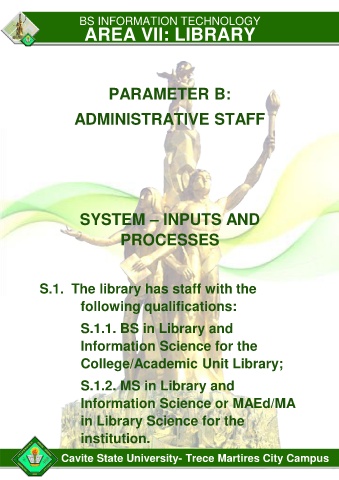 BS INFORMATION TECHNOLOGY
AREA VII: LIBRARY
PARAMETER B:
ADMINISTRATIVE STAFF
SYSTEM – INPUTS AND
PROCESSES
S.1. The library has staff with the
following qualifications:
S.1.1. BS in Library and
Information Science for the
College/Academic Unit Library;
S.1.2. MS in Library and
Information Science or MAEd/MA
in Library Science for the
institution.
Cavite State University- Trece Martires City Campus